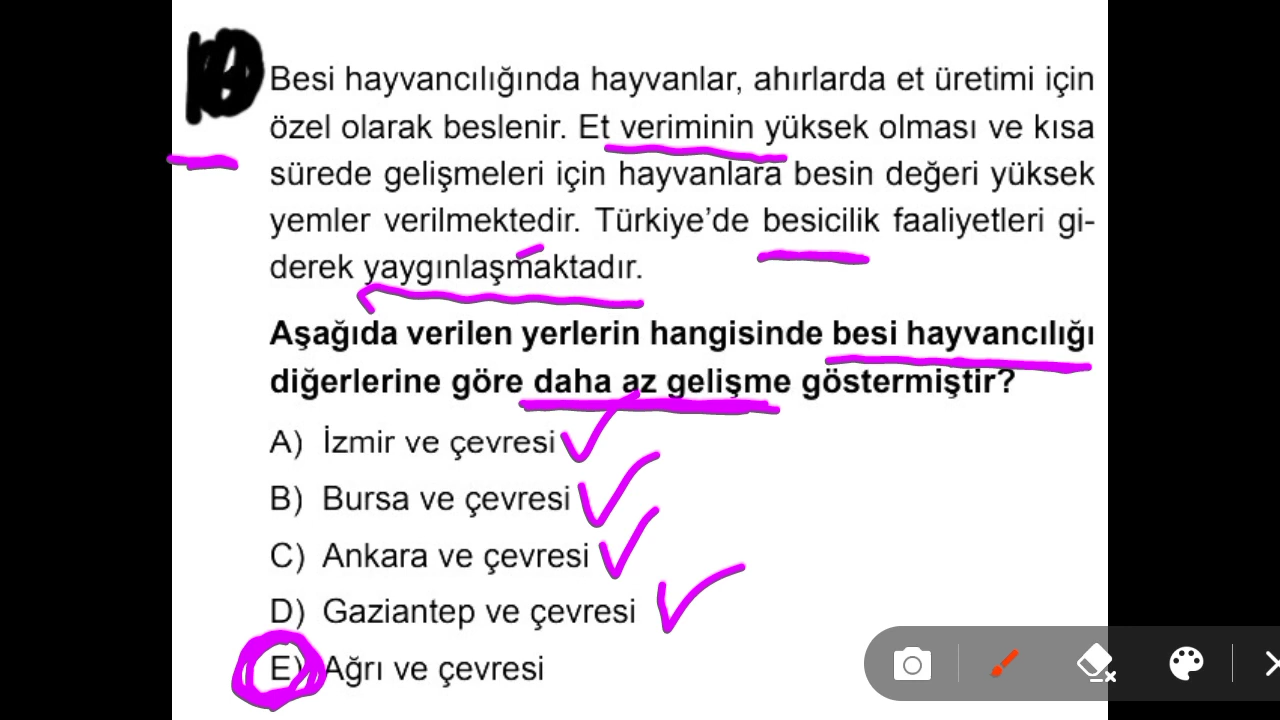 Besi hayvancılığında hayvanlar, ahırlarda et üretimi için
özel olarak beslenir. Et veriminin yüksek olması ve kısa
sürede gelişmeleri için hayvanlara besin değeri yüksek
yemler verilmektedir. Türkiye’de besicilik faaliyetleri gi-
derek yaygınlaşmaktadır.
Aşağıda verilen yerlerin hangisinde besi hayvancılığı
diğerlerine göre daha az gelişme göstermiştir?
A) İzmir ve çevresi
B) Bursa ve çevresi
C) Ankara ve çevresi
D) Gaziantep ve çevresi
E) Ağrı ve çevresi